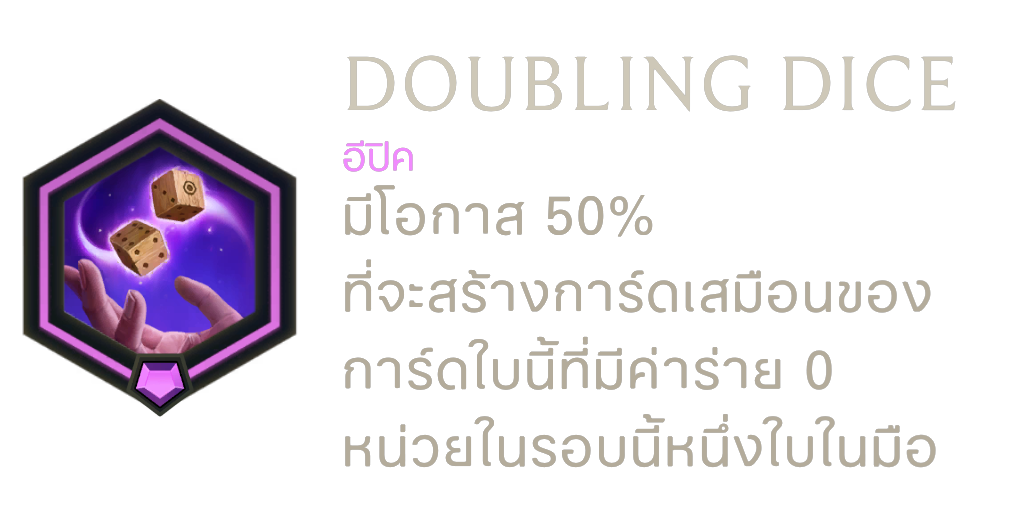 DOUBLING DICE
อีปิค
มีโอกาส 50%
ที่จะสร้างการ์ดเสมือนของ
การ์ดใบนี้ที่มีค่าร่าย 0
หน่วยในรอบนี้หนึ่งใบในมือ